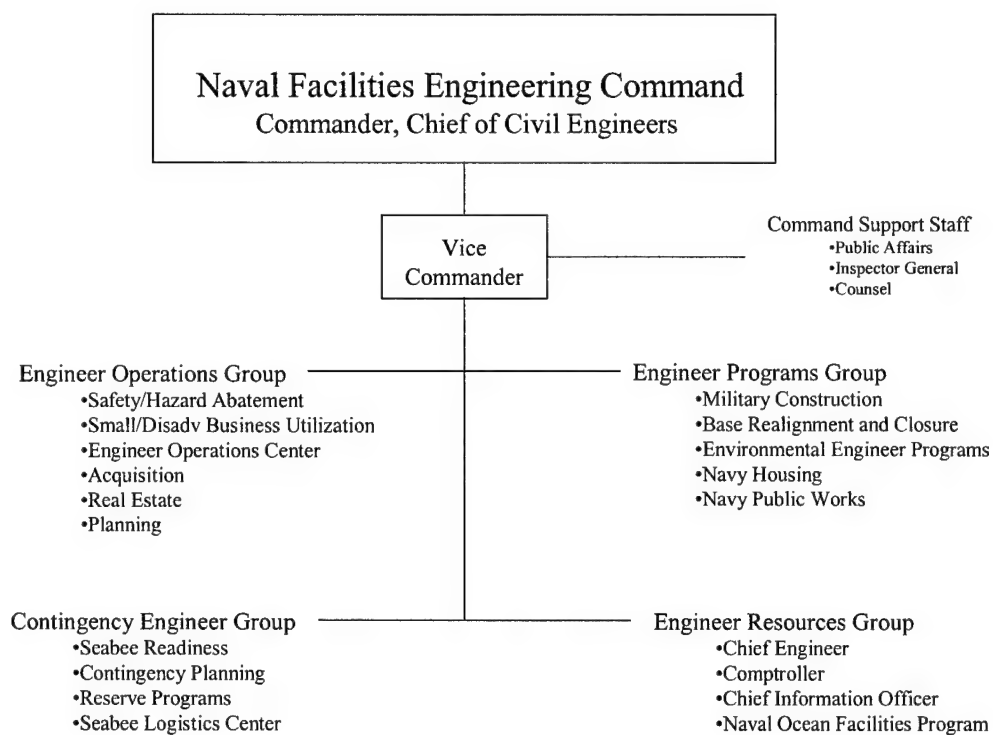 Naval Facilities Engineering Command
Commander, Chief of Civil Engineers
Vice
Commander
Command Support Staff
•Public Affairs
•Inspector General
•Counsel
Engineer Operations Group
•Safety/Hazard Abatement
•Small/Disadv Business Utilization
•Engineer Operations Center
•Acquisition
•Real Estate
•Planning
Engineer Programs Group
•Military Construction
•Base Realignment and Closure
•Environmental Engineer Programs
•Navy Housing
•Navy Public Works
Contingency Engineer Group
•Seabee Readiness
•Contingency Planning
•Reserve Programs
•Seabee Logistics Center
Engineer Resources Group
•Chief Engineer
•Comptroller
•Chief Information Officer
•Naval Ocean Facilities Program